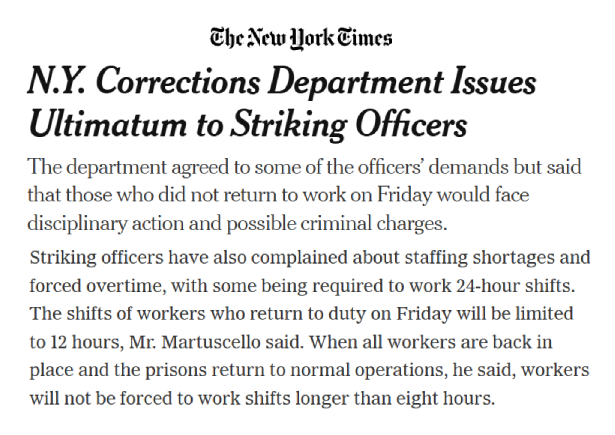 The New York Times
N.Y. Corrections Department Issues
Ultimatum to Striking Officers
The department agreed to some of the officers’ demands but said
that those who did not return to work on Friday would face
disciplinary action and possible criminal charges.
Striking officers have also complained about staffing shortages and
forced overtime, with some being required to work 24-hour shifts.
The shifts of workers who return to duty on Friday will be limited
to 12 hours, Mr. Martuscello said. When all workers are back in
place and the prisons return to normal operations, he said, workers
will not be forced to work shifts longer than eight hours.